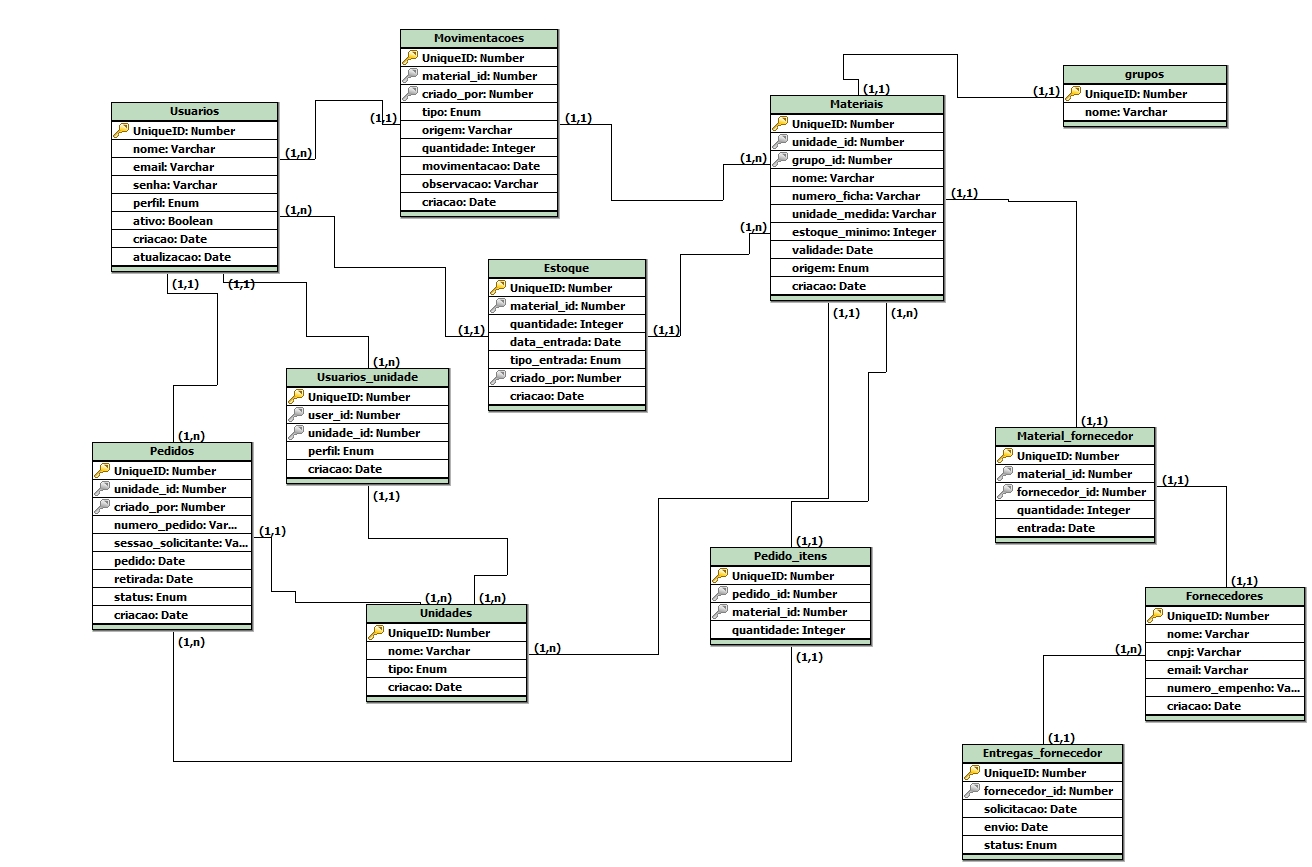 Movimentacoes
UniqueID: Number
material_id: Number
criado_por: Number
tipo: Enum
origem: Varchar
quantidade: Integer
movimentacao: Date
observacao: Varchar
criacao: Date
(1,1)
(1,1)
grupos
UniqueID: Number
nome: Varchar
(1,1)
(1,1)
Usuarios
UniqueID: Number
nome: Varchar
email: Varchar
senha: Varchar
perfil: Enum
ativo: Boolean
criacao: Date
atualizacao: Date
(1,n)
(1,n)
(1,1)
(1,1)
Materiais
UniqueID: Number
unidade_id: Number
grupo_id: Number
nome: Varchar
numero_ficha: Varchar
unidade_medida: Varchar
estoque_minimo: Integer
validade: Date
origem: Enum
criacao: Date
(1,n)
(1,n)
(1,1)
(1,1)
(1,n)
Estoque
UniqueID: Number
material_id: Number
quantidade: Integer
data_entrada: Date
tipo_entrada: Enum
criado_por: Number
criacao: Date
(1,1)
(1,1)
(1,n)
Usuarios_unidade
UniqueID: Number
user_id: Number
unidade_id: Number
perfil: Enum
criacao: Date
(1,1)
(1,n)
Pedidos
UniqueID: Number
unidade_id: Number
criado_por: Number
numero_pedido: Var...
sessao_solicitante: Va...
pedido: Date
retirada: Date
status: Enum
criacao: Date
(1,1)
(1,n)
(1,1)
Material_fornecedor
UniqueID: Number
material_id: Number
fornecedor_id: Number
quantidade: Integer
entrada: Date
(1,1)
(1,1)
Pedido_itens
UniqueID: Number
pedido_id: Number
material_id: Number
quantidade: Integer
(1,1)
(1,n)
(1,n)
Unidades
UniqueID: Number
nome: Varchar
tipo: Enum
criacao: Date
(1,n)
(1,1)
Fornecedores
UniqueID: Number
nome: Varchar
cnpj: Varchar
email: Varchar
numero_empenho: Va...
criacao: Date
(1,n)
(1,1)
Entregas_fornecedor
UniqueID: Number
fornecedor_id: Number
solicitacao: Date
envio: Date
status: Enum